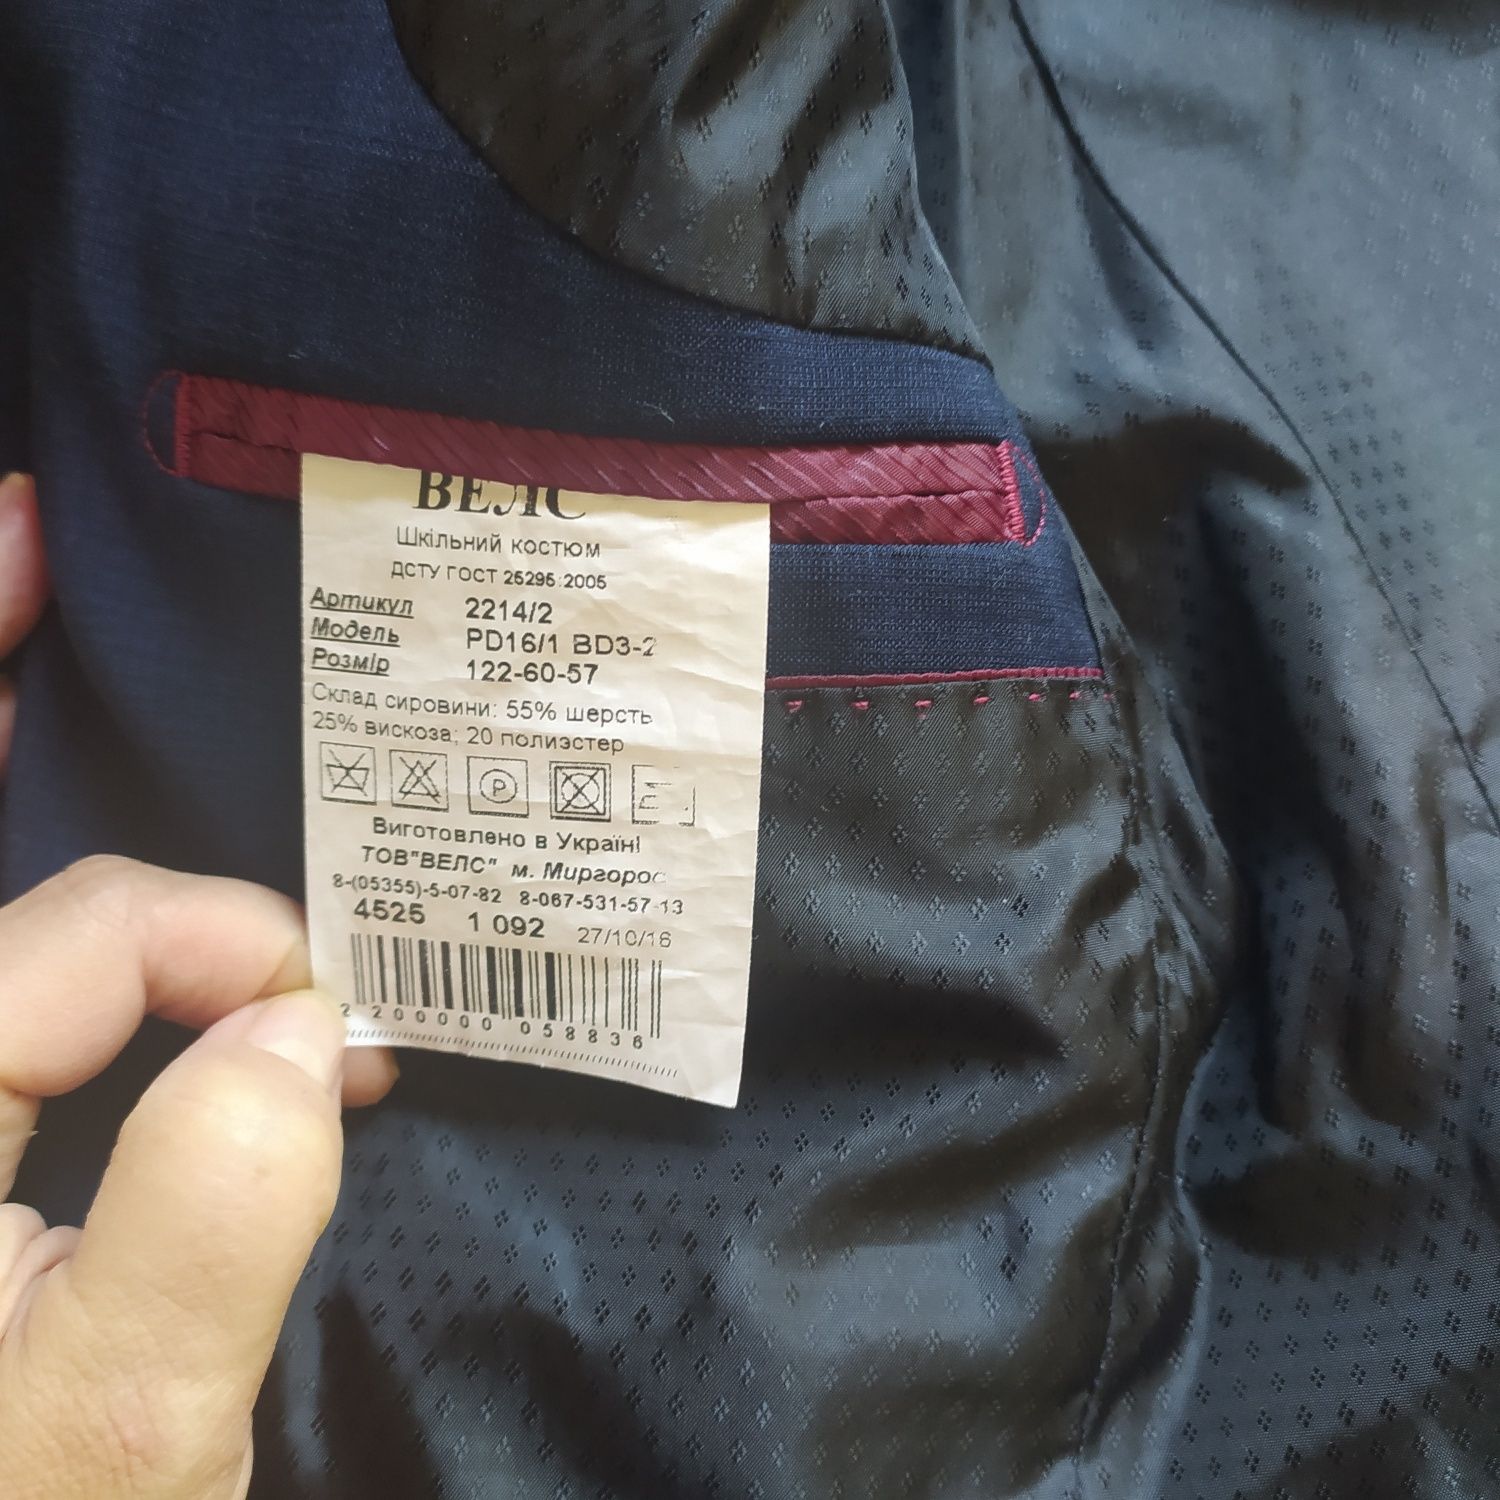 ВЕЛС
Шкільний костюм
ДСТУ ГОСТ 25295:2005
Артикул 2214/2
Модель PD16/1 BD3-2
Розмір 122-60-57
Склад сировини: 55% шерсть
25% вискоза; 20 полиэстер
P
Виготовлено в Україні
ТОВ"ВЕЛС" м. Миргород
8-(05355)-5-07-82 8-067-531-57-13
4525 1 092 27/10/16
2 200000 058836